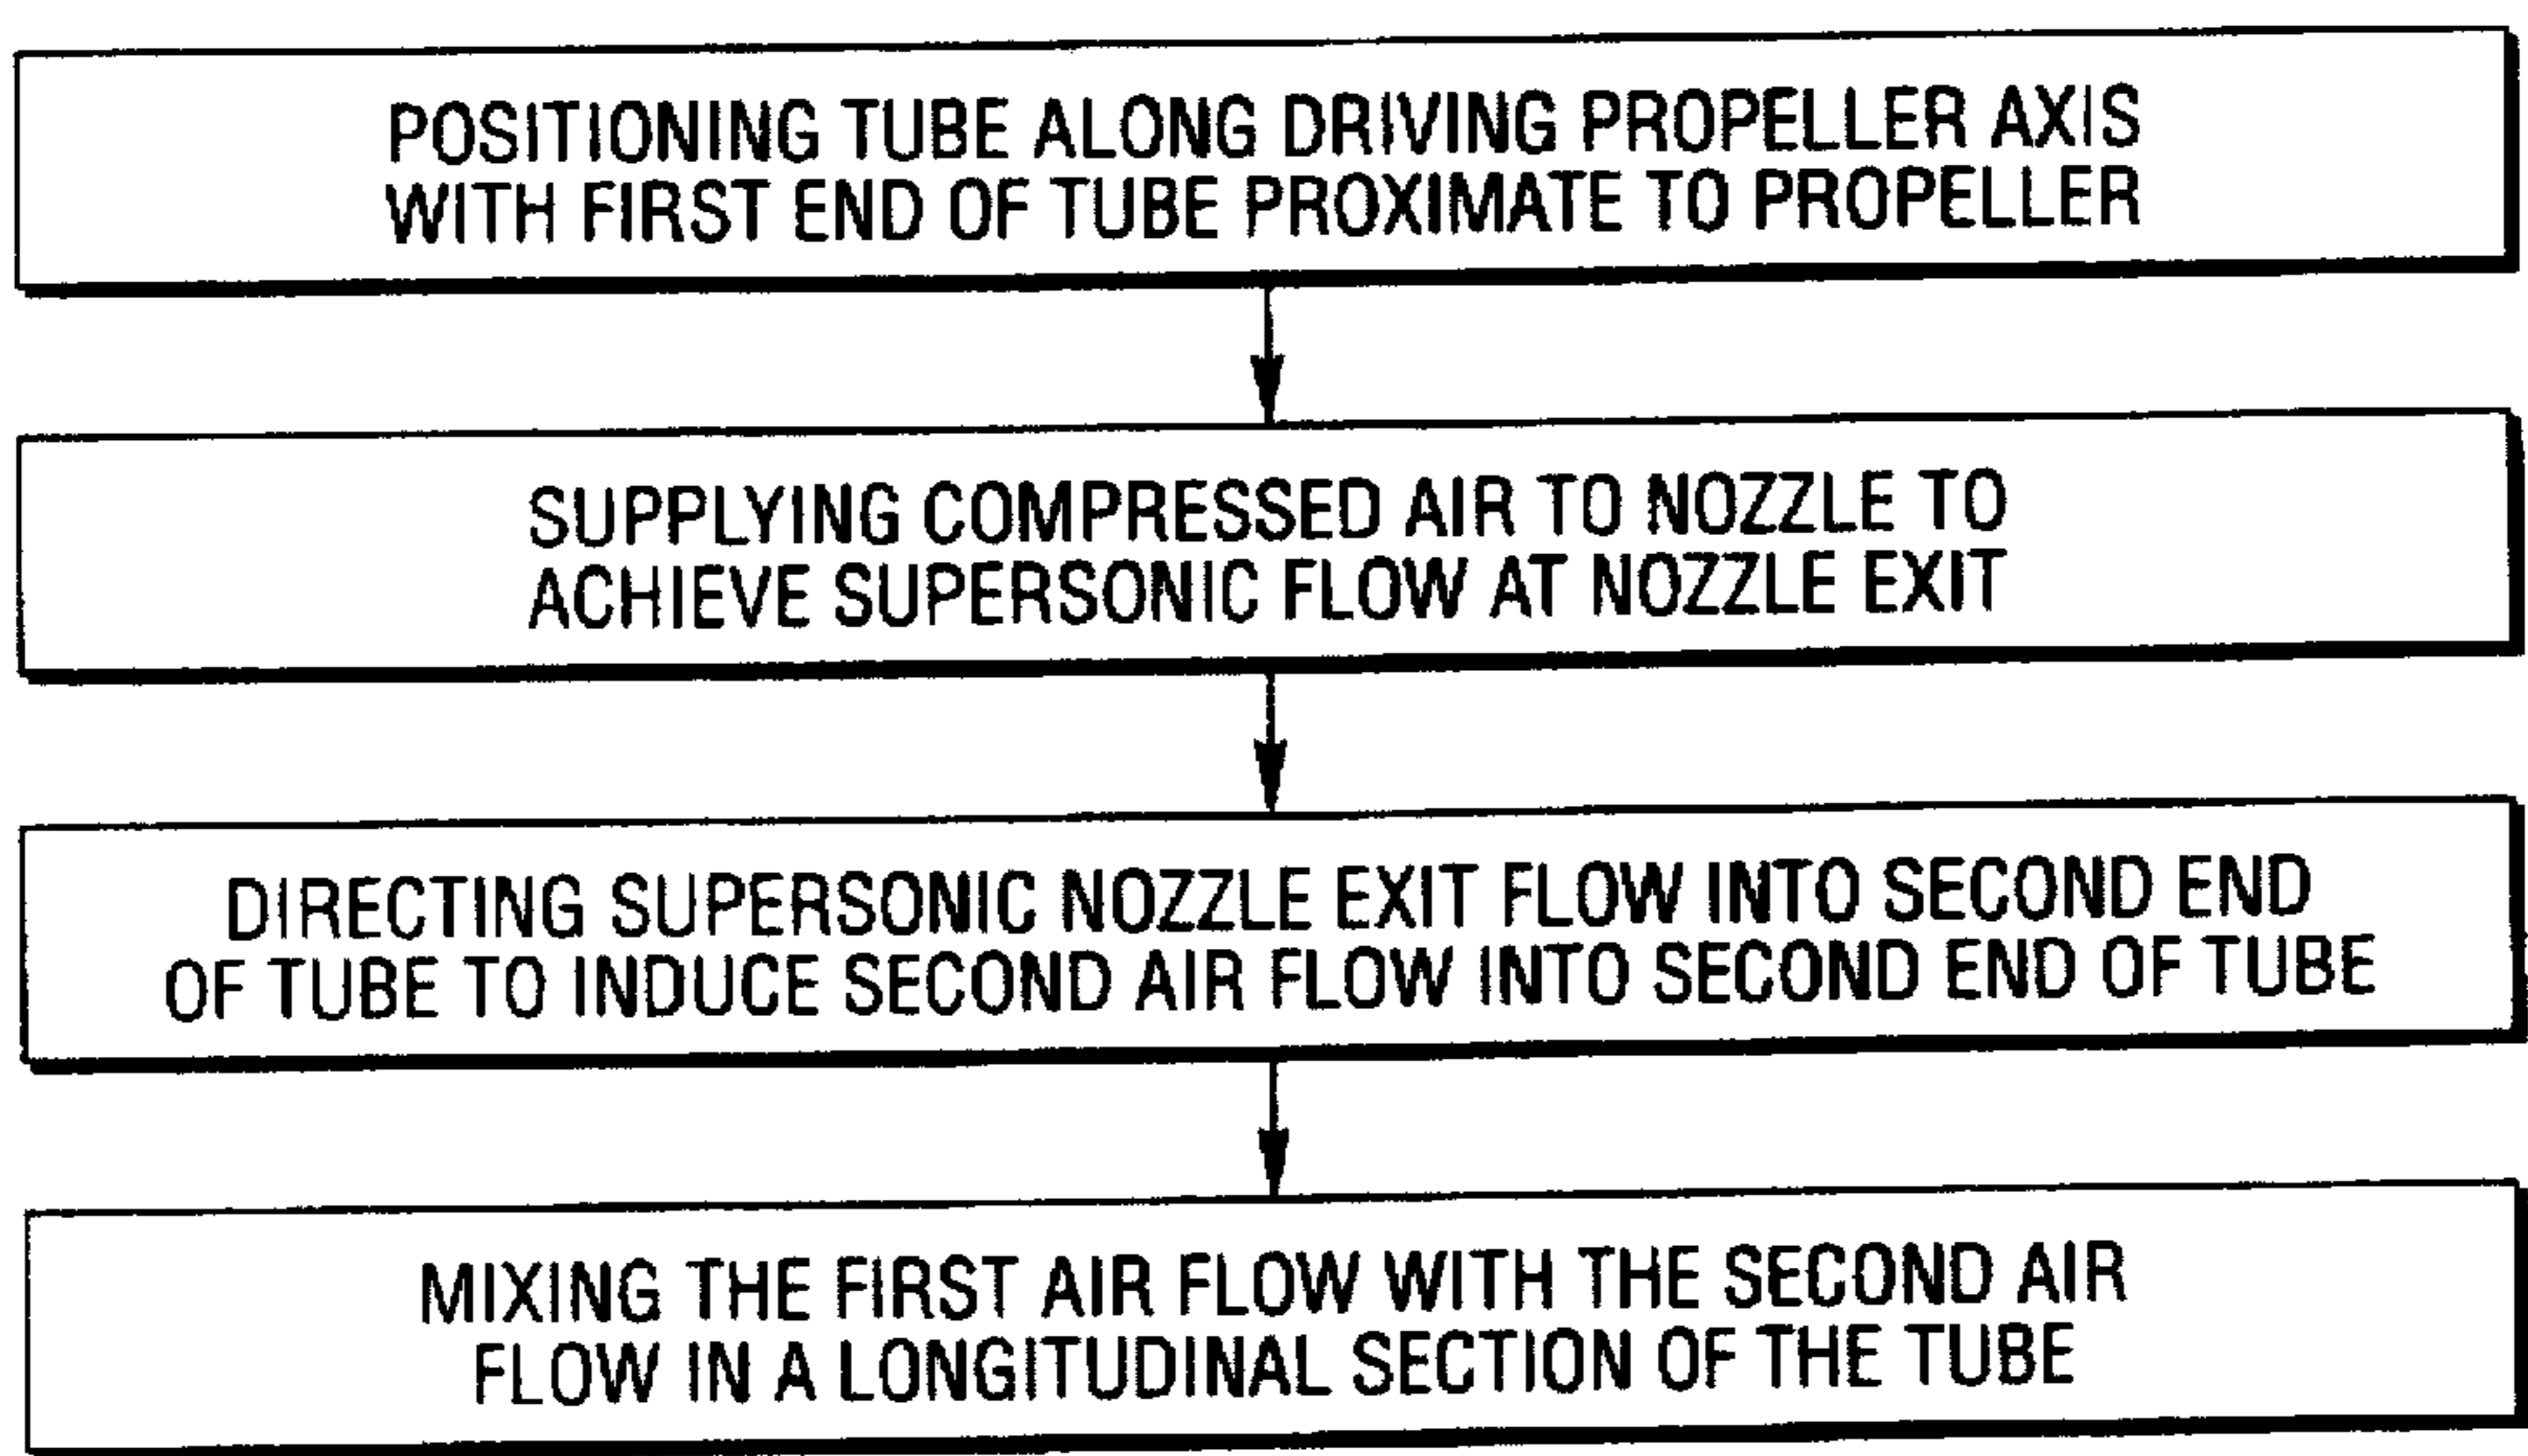 POSITIONING TUBE ALONG DRIVING PROPELLER AXIS
WITH FIRST END OF TUBE PROXIMATE TO PROPELLER
SUPPLYING COMPRESSED AIR TO NOZZLE TO
ACHIEVE SUPERSONIC FLOW AT NOZZLE EXIT
DIRECTING SUPERSONIC NOZZLE EXIT FLOW INTO SECOND END
OF TUBE TO INDUCE SECOND AIR FLOW INTO SECOND END OF TUBE
MIXING THE FIRST AIR FLOW WITH THE SECOND AIR
FLOW IN A LONGITUDINAL SECTION OF THE TUBE